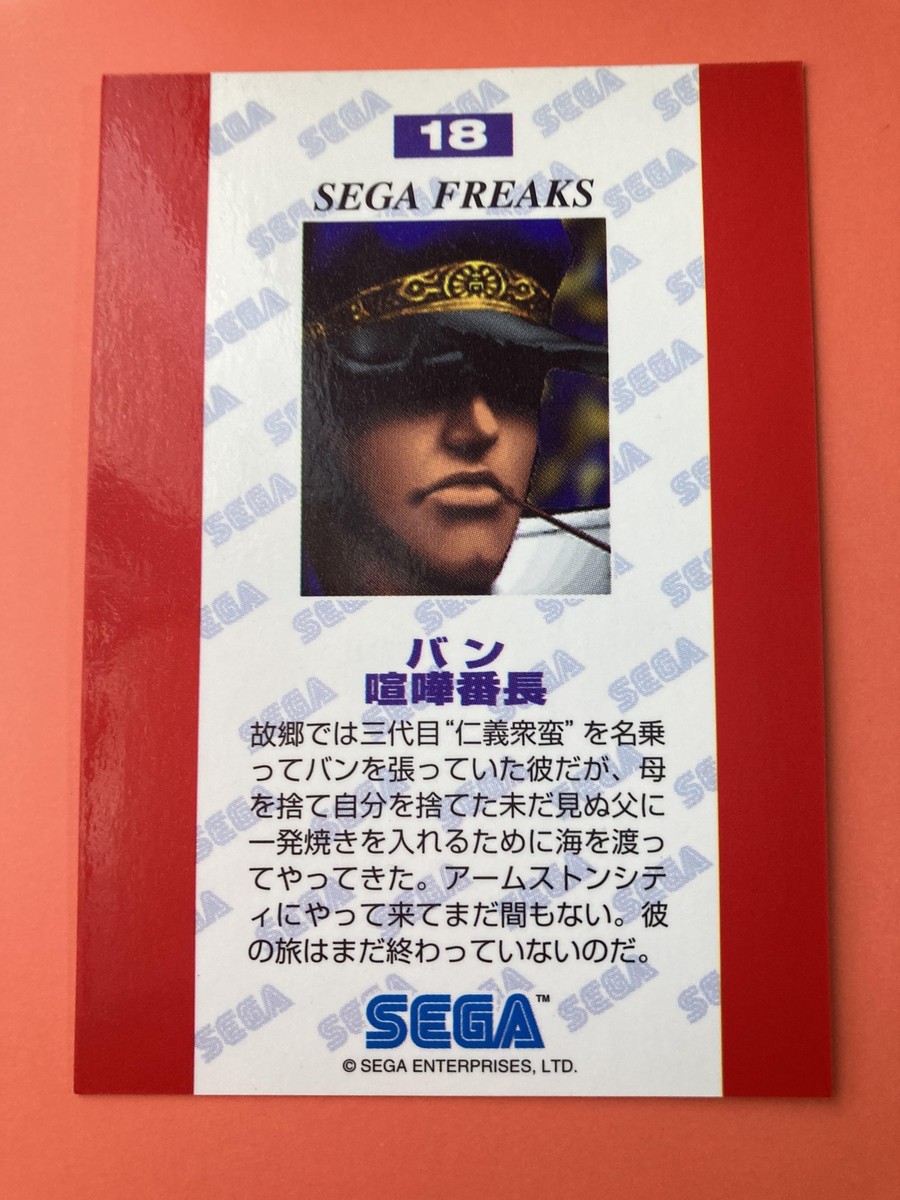 18
SEGA FREAKS
バン
喧嘩番長
故郷では三代目“仁義衆蛮”を名乗
ってバンを張っていた彼だが、母
を捨て自分を捨てた未だ見ぬ父に
一発焼きを入れるために海を渡っ
てやってきた。アームストンシテ
ィにやって来てまだ間もない。彼
の旅はまだ終わっていないのだ。
SEGA™
© SEGA ENTERPRISES, LTD.